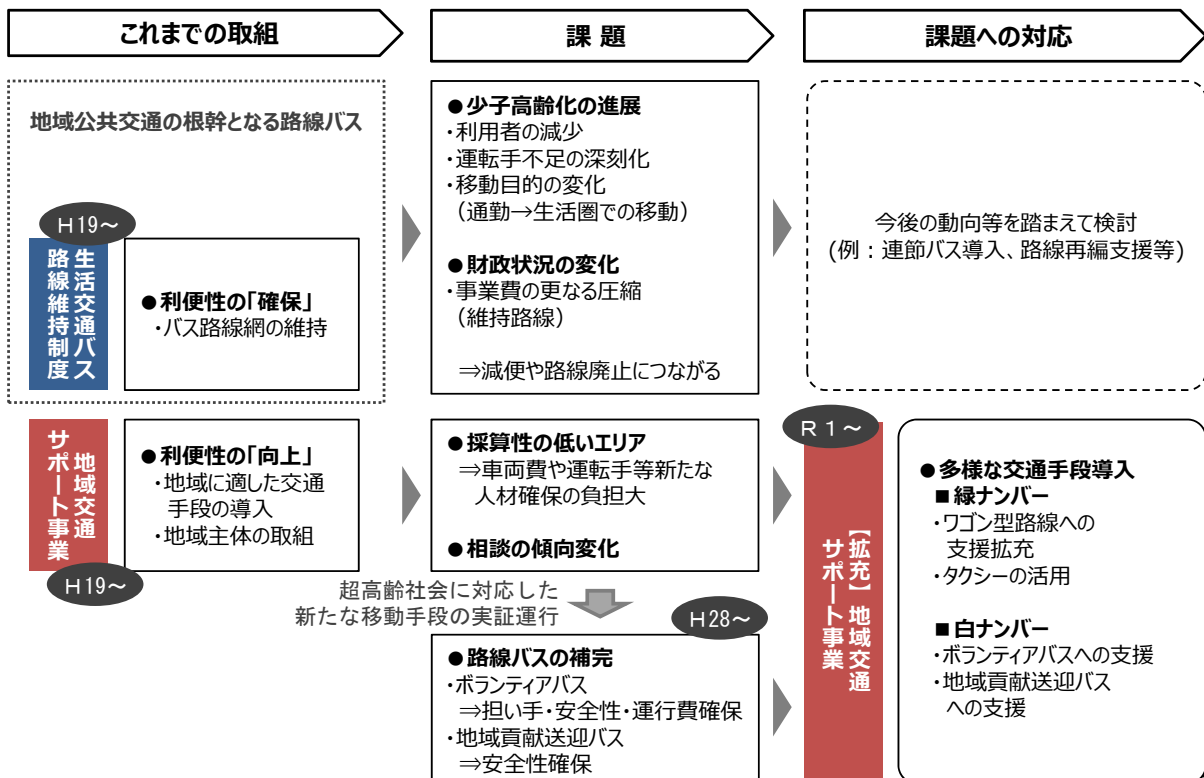 これまでの取組
課 題
課題への対応
地域公共交通の根幹となる路線バス
H19～
生活交通バス
路線維持制度
●利便性の「確保」
・バス路線網の維持
●少子高齢化の進展
・利用者の減少
・運転手不足の深刻化
・移動目的の変化
（通勤→生活圏での移動）
●財政状況の変化
・事業費の更なる圧縮
（維持路線）
⇒減便や路線廃止につながる
今後の動向等を踏まえて検討
(例：連節バス導入、路線再編支援等)
地域交通
サポート事業
H19～
●利便性の「向上」
・地域に適した交通
手段の導入
・地域主体の取組
●採算性の低いエリア
⇒車両費や運転手等新たな
人材確保の負担大
●相談の傾向変化
超高齢社会に対応した
新たな移動手段の実証運行
H28～
●路線バスの補完
・ボランティアバス
⇒担い手・安全性・運行費確保
・地域貢献送迎バス
⇒安全性確保
R１～
【拡充】地域交通
サポート事業
●多様な交通手段導入
■緑ナンバー
・ワゴン型路線への
支援拡充
・タクシーの活用
■白ナンバー
・ボランティアバスへの支援
・地域貢献送迎バス
への支援